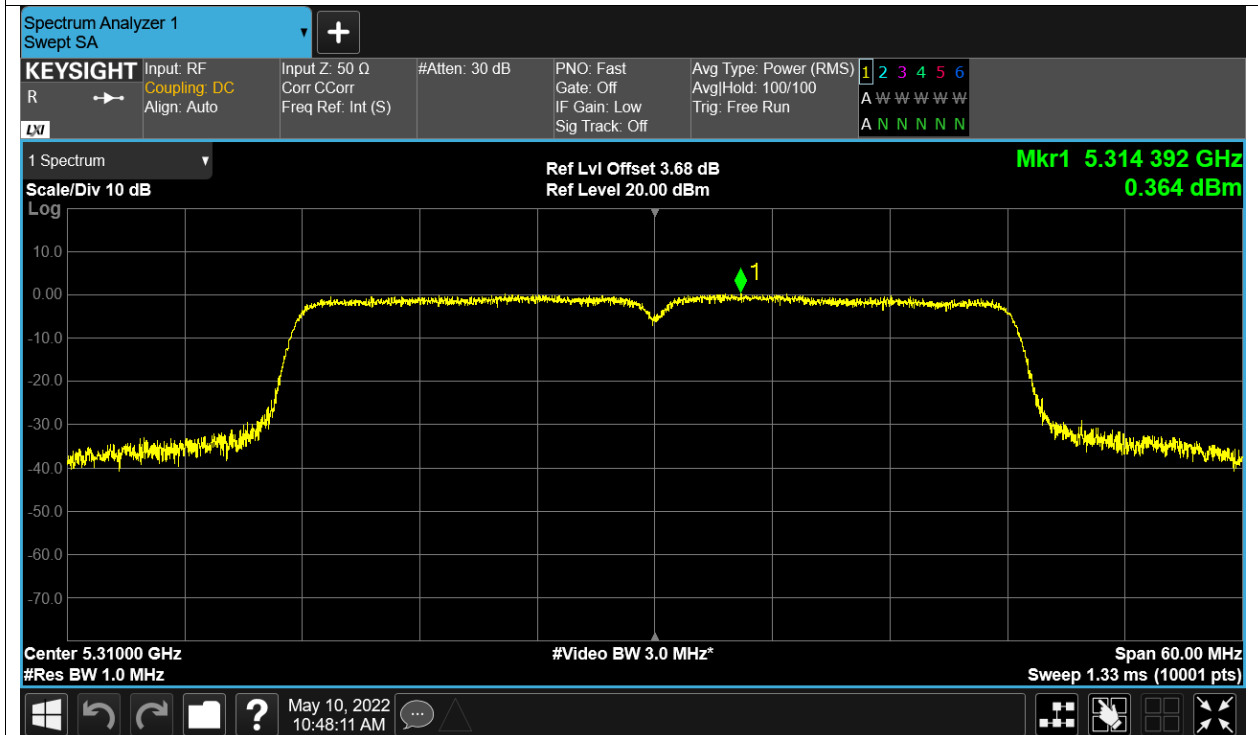 Spectrum Analyzer 1
Swept SA
+
KEYSIGHT
R
LXI
Input: RF
Coupling: DC
Align: Auto
Input Z: 50 Ω
Corr CCorr
Freq Ref: Int (S)
#Atten: 30 dB
PNO: Fast
Gate: Off
IF Gain: Low
Sig Track: Off
Avg Type: Power (RMS)
Avg|Hold: 100/100
Trig: Free Run
1 2 3 4 5 6
A W W W W W
A N N N N N
1 Spectrum
Scale/Div 10 dB
Log
Ref Lvl Offset 3.68 dB
Ref Level 20.00 dBm
Mkr1 5.314 392 GHz
0.364 dBm
10.0
0.00
-10.0
-20.0
-30.0
-40.0
-50.0
-60.0
-70.0
1
Center 5.31000 GHz
#Res BW 1.0 MHz
#Video BW 3.0 MHz*
Span 60.00 MHz
Sweep 1.33 ms (10001 pts)
?
May 10, 2022
10:48:11 AM